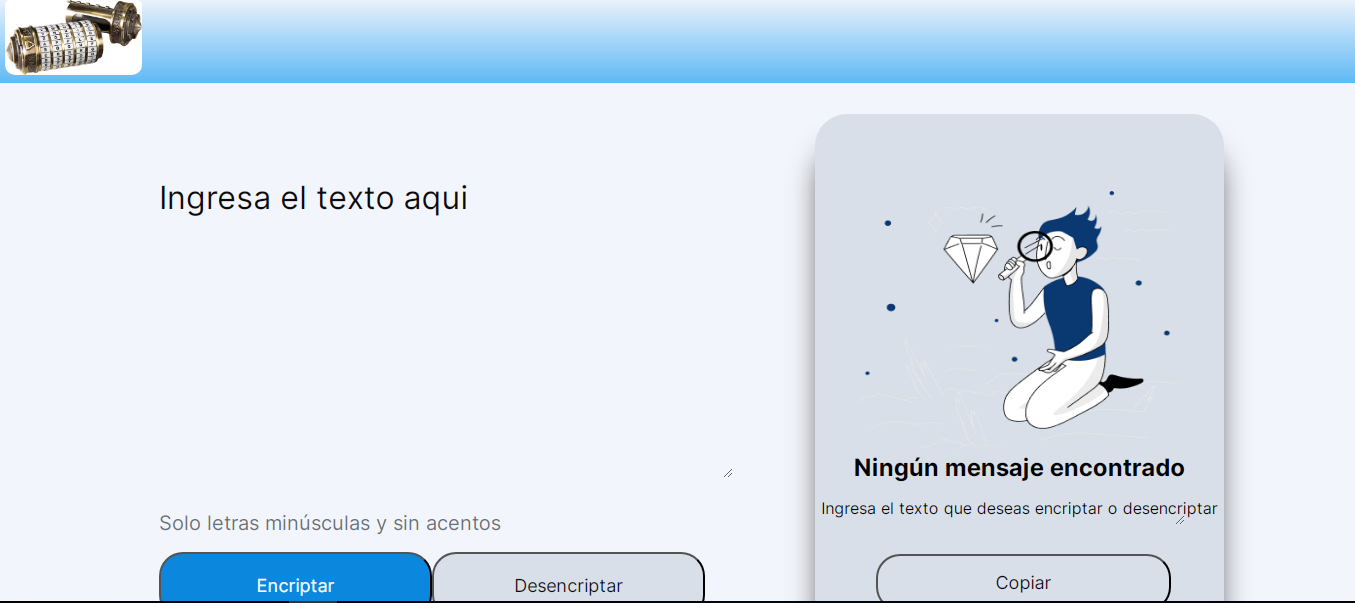 Ingresa el texto aqui
Solo letras minúsculas y sin acentos
Encriptar
Desencriptar
Ningún mensaje encontrado
Ingresa el texto que deseas encriptar o desencriptar
Copiar